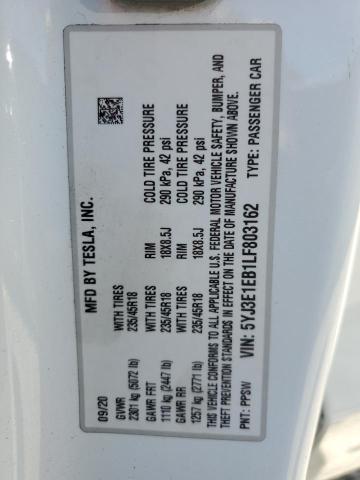 MFD BY TESLA, INC.
09/20
GVWR WITH TIRES RIM COLD TIRE PRESSURE
2301 kg (5072 lb) 235/45R18 18X8.5J 290 kPa, 42 psi
GAWR FRT WITH TIRES RIM COLD TIRE PRESSURE
1110 kg (2447 lb) 235/45R18 18X8.5J 290 kPa, 42 psi
GAWR RR
1257 kg (2771 lb) 235/45R18
THIS VEHICLE CONFORMS TO ALL APPLICABLE U.S. FEDERAL MOTOR VEHICLE SAFETY, BUMPER, AND
THEFT PREVENTION STANDARDS IN EFFECT ON THE DATE OF MANUFACTURE SHOWN ABOVE.
PNT: PPSW VIN: 5YJ3E1EB1LF803162 TYPE: PASSENGER CAR